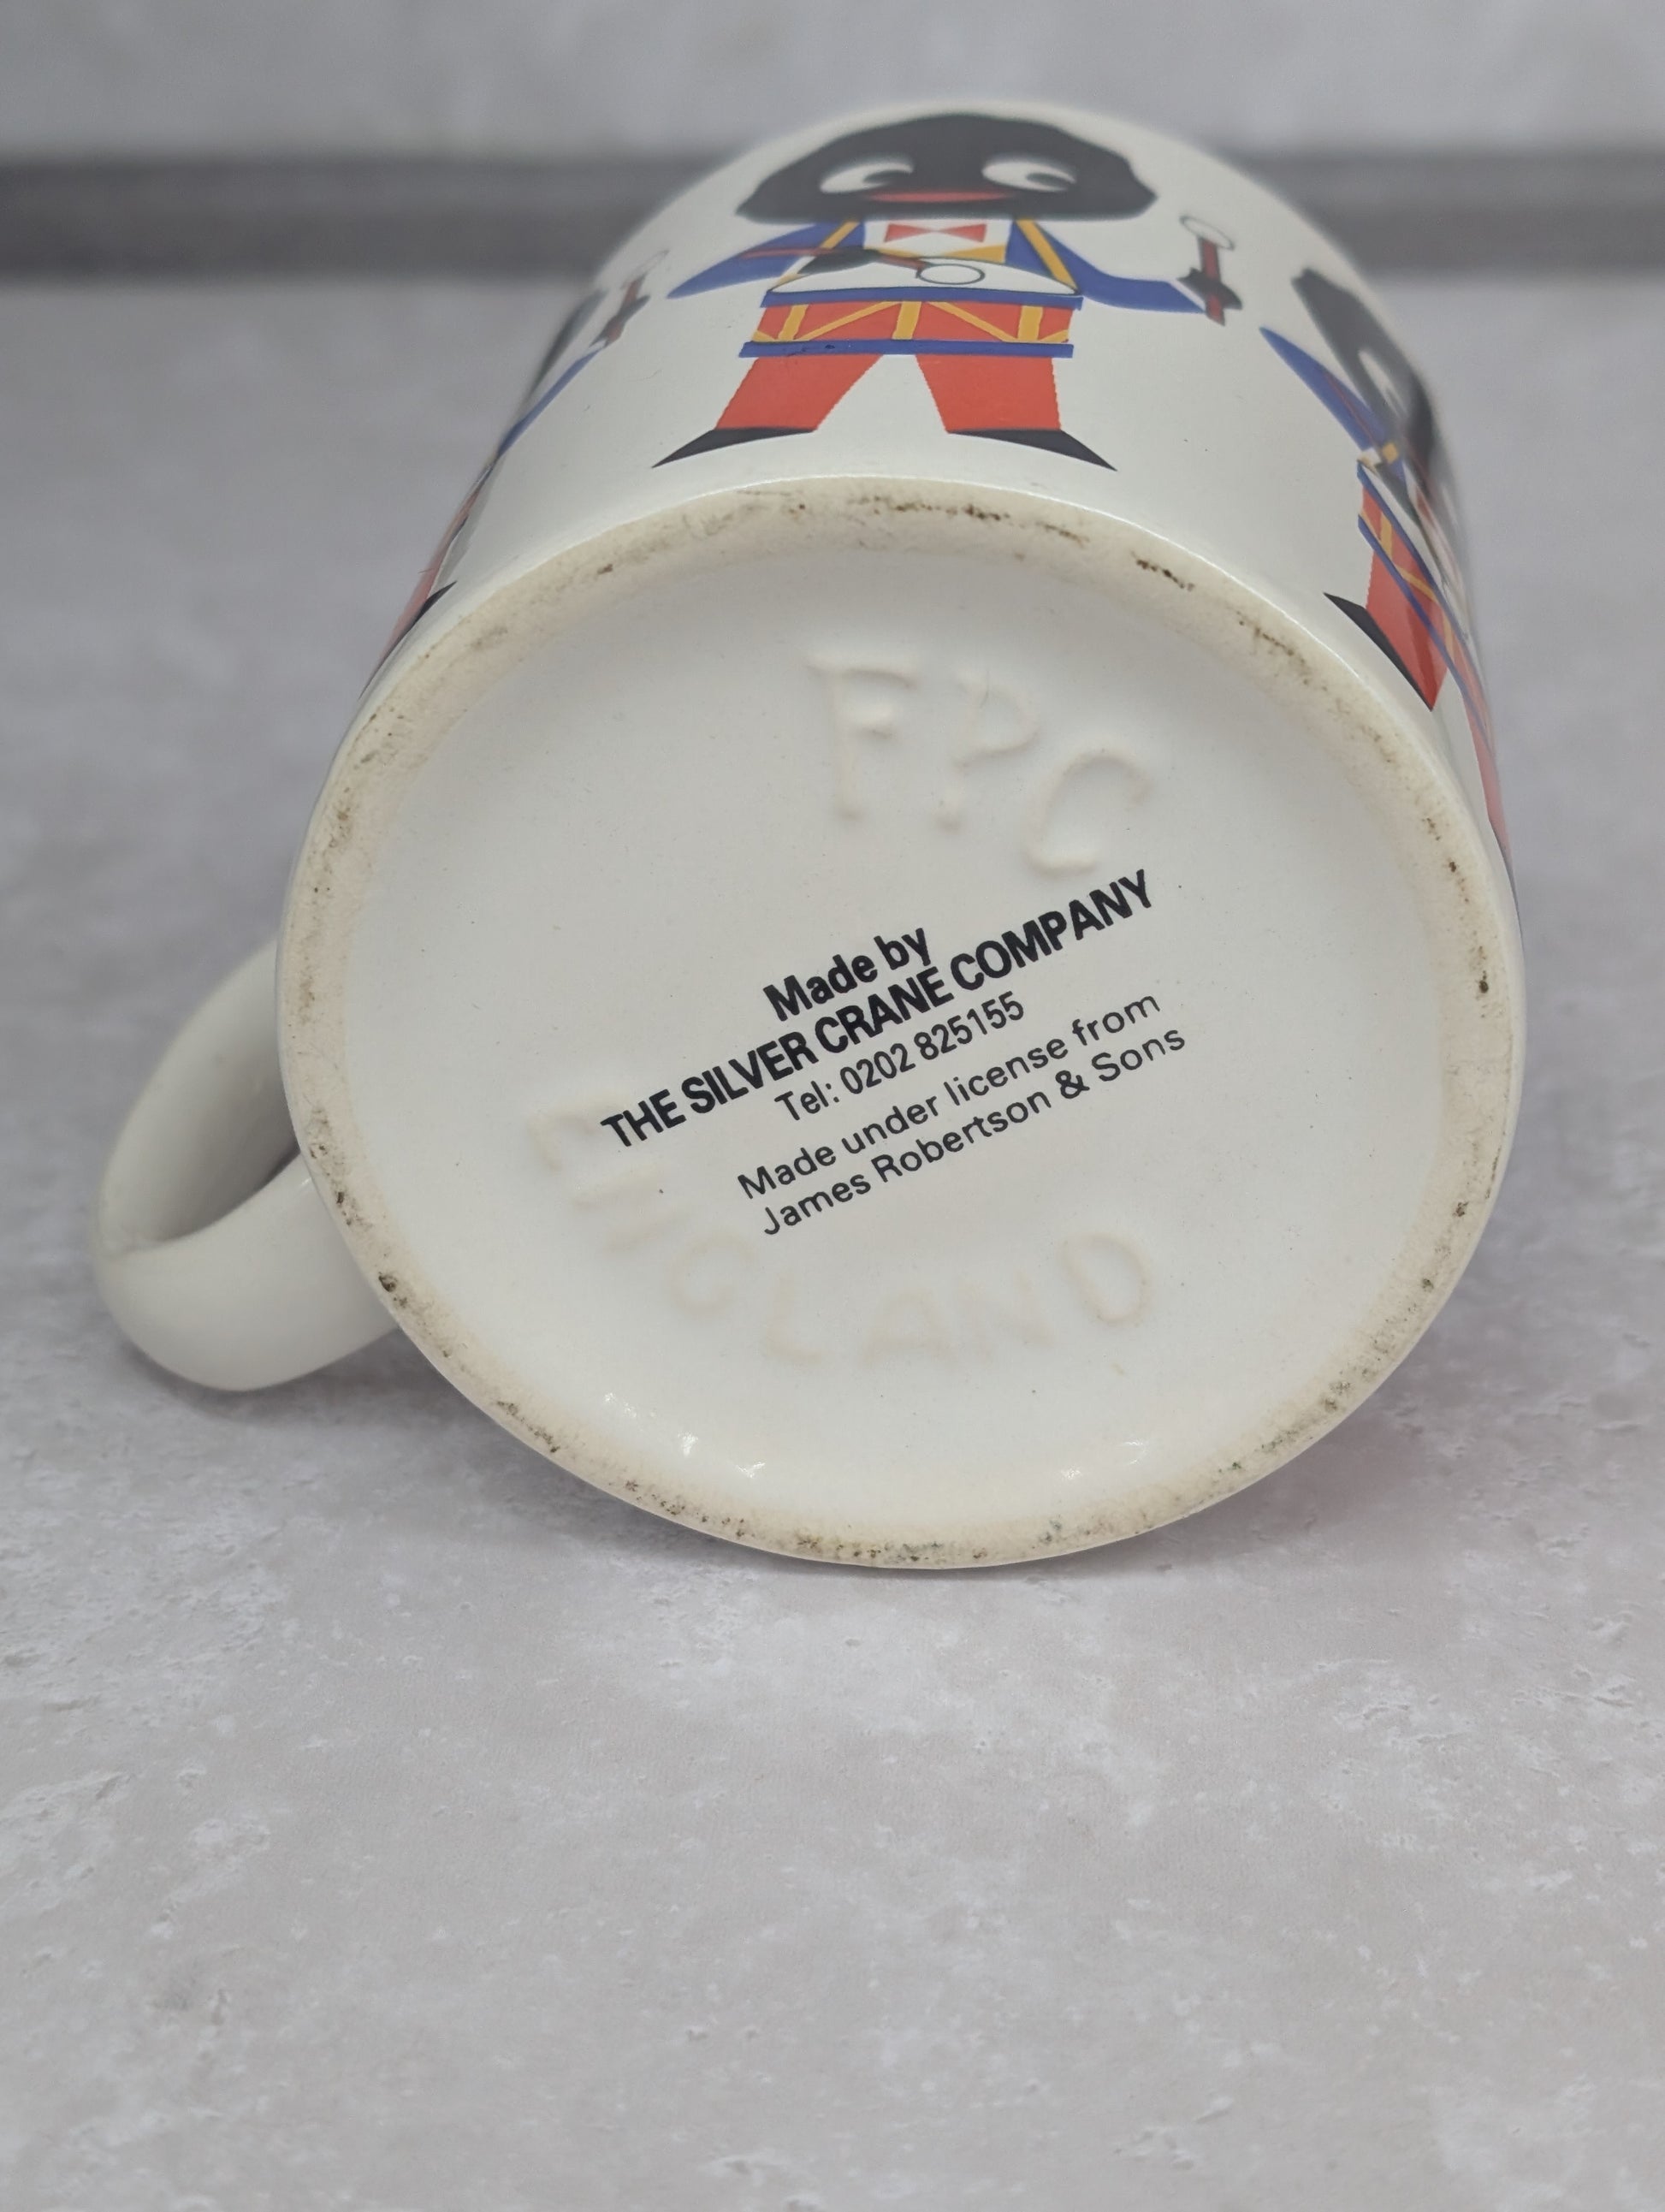 FPC
Made by
THE SILVER CRANE COMPANY
Tel: 0202 825155
Made under license from
James Robertson & Sons
ENGLAND